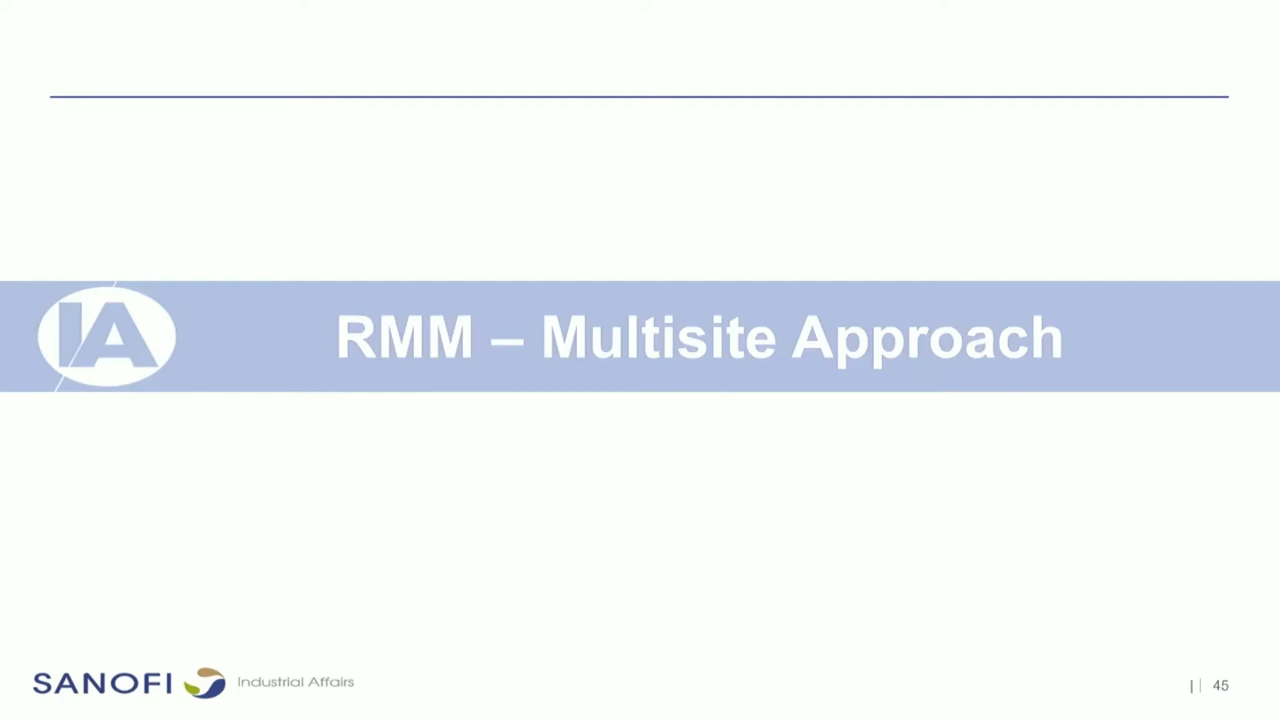 IA
RMM – Multisite Approach
SANOFI Industrial Affairs
| 45